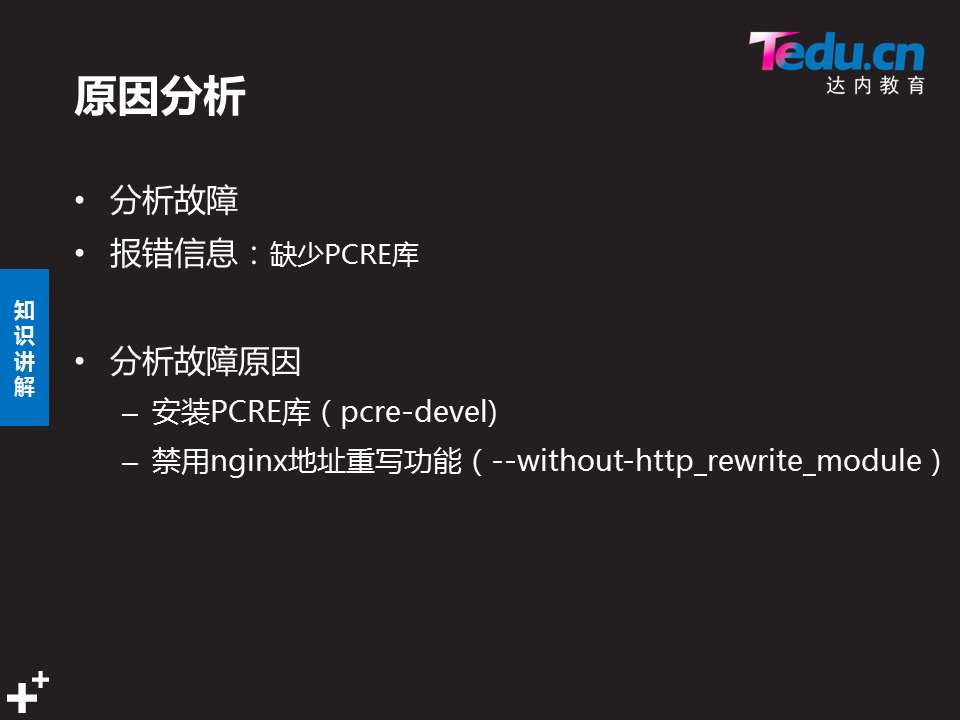 Tedu.cn
达内教育
原因分析
• 分析故障
• 报错信息：缺少PCRE库
知识讲解
• 分析故障原因
– 安装PCRE库（pcre-devel)
– 禁用nginx地址重写功能（--without-http_rewrite_module）